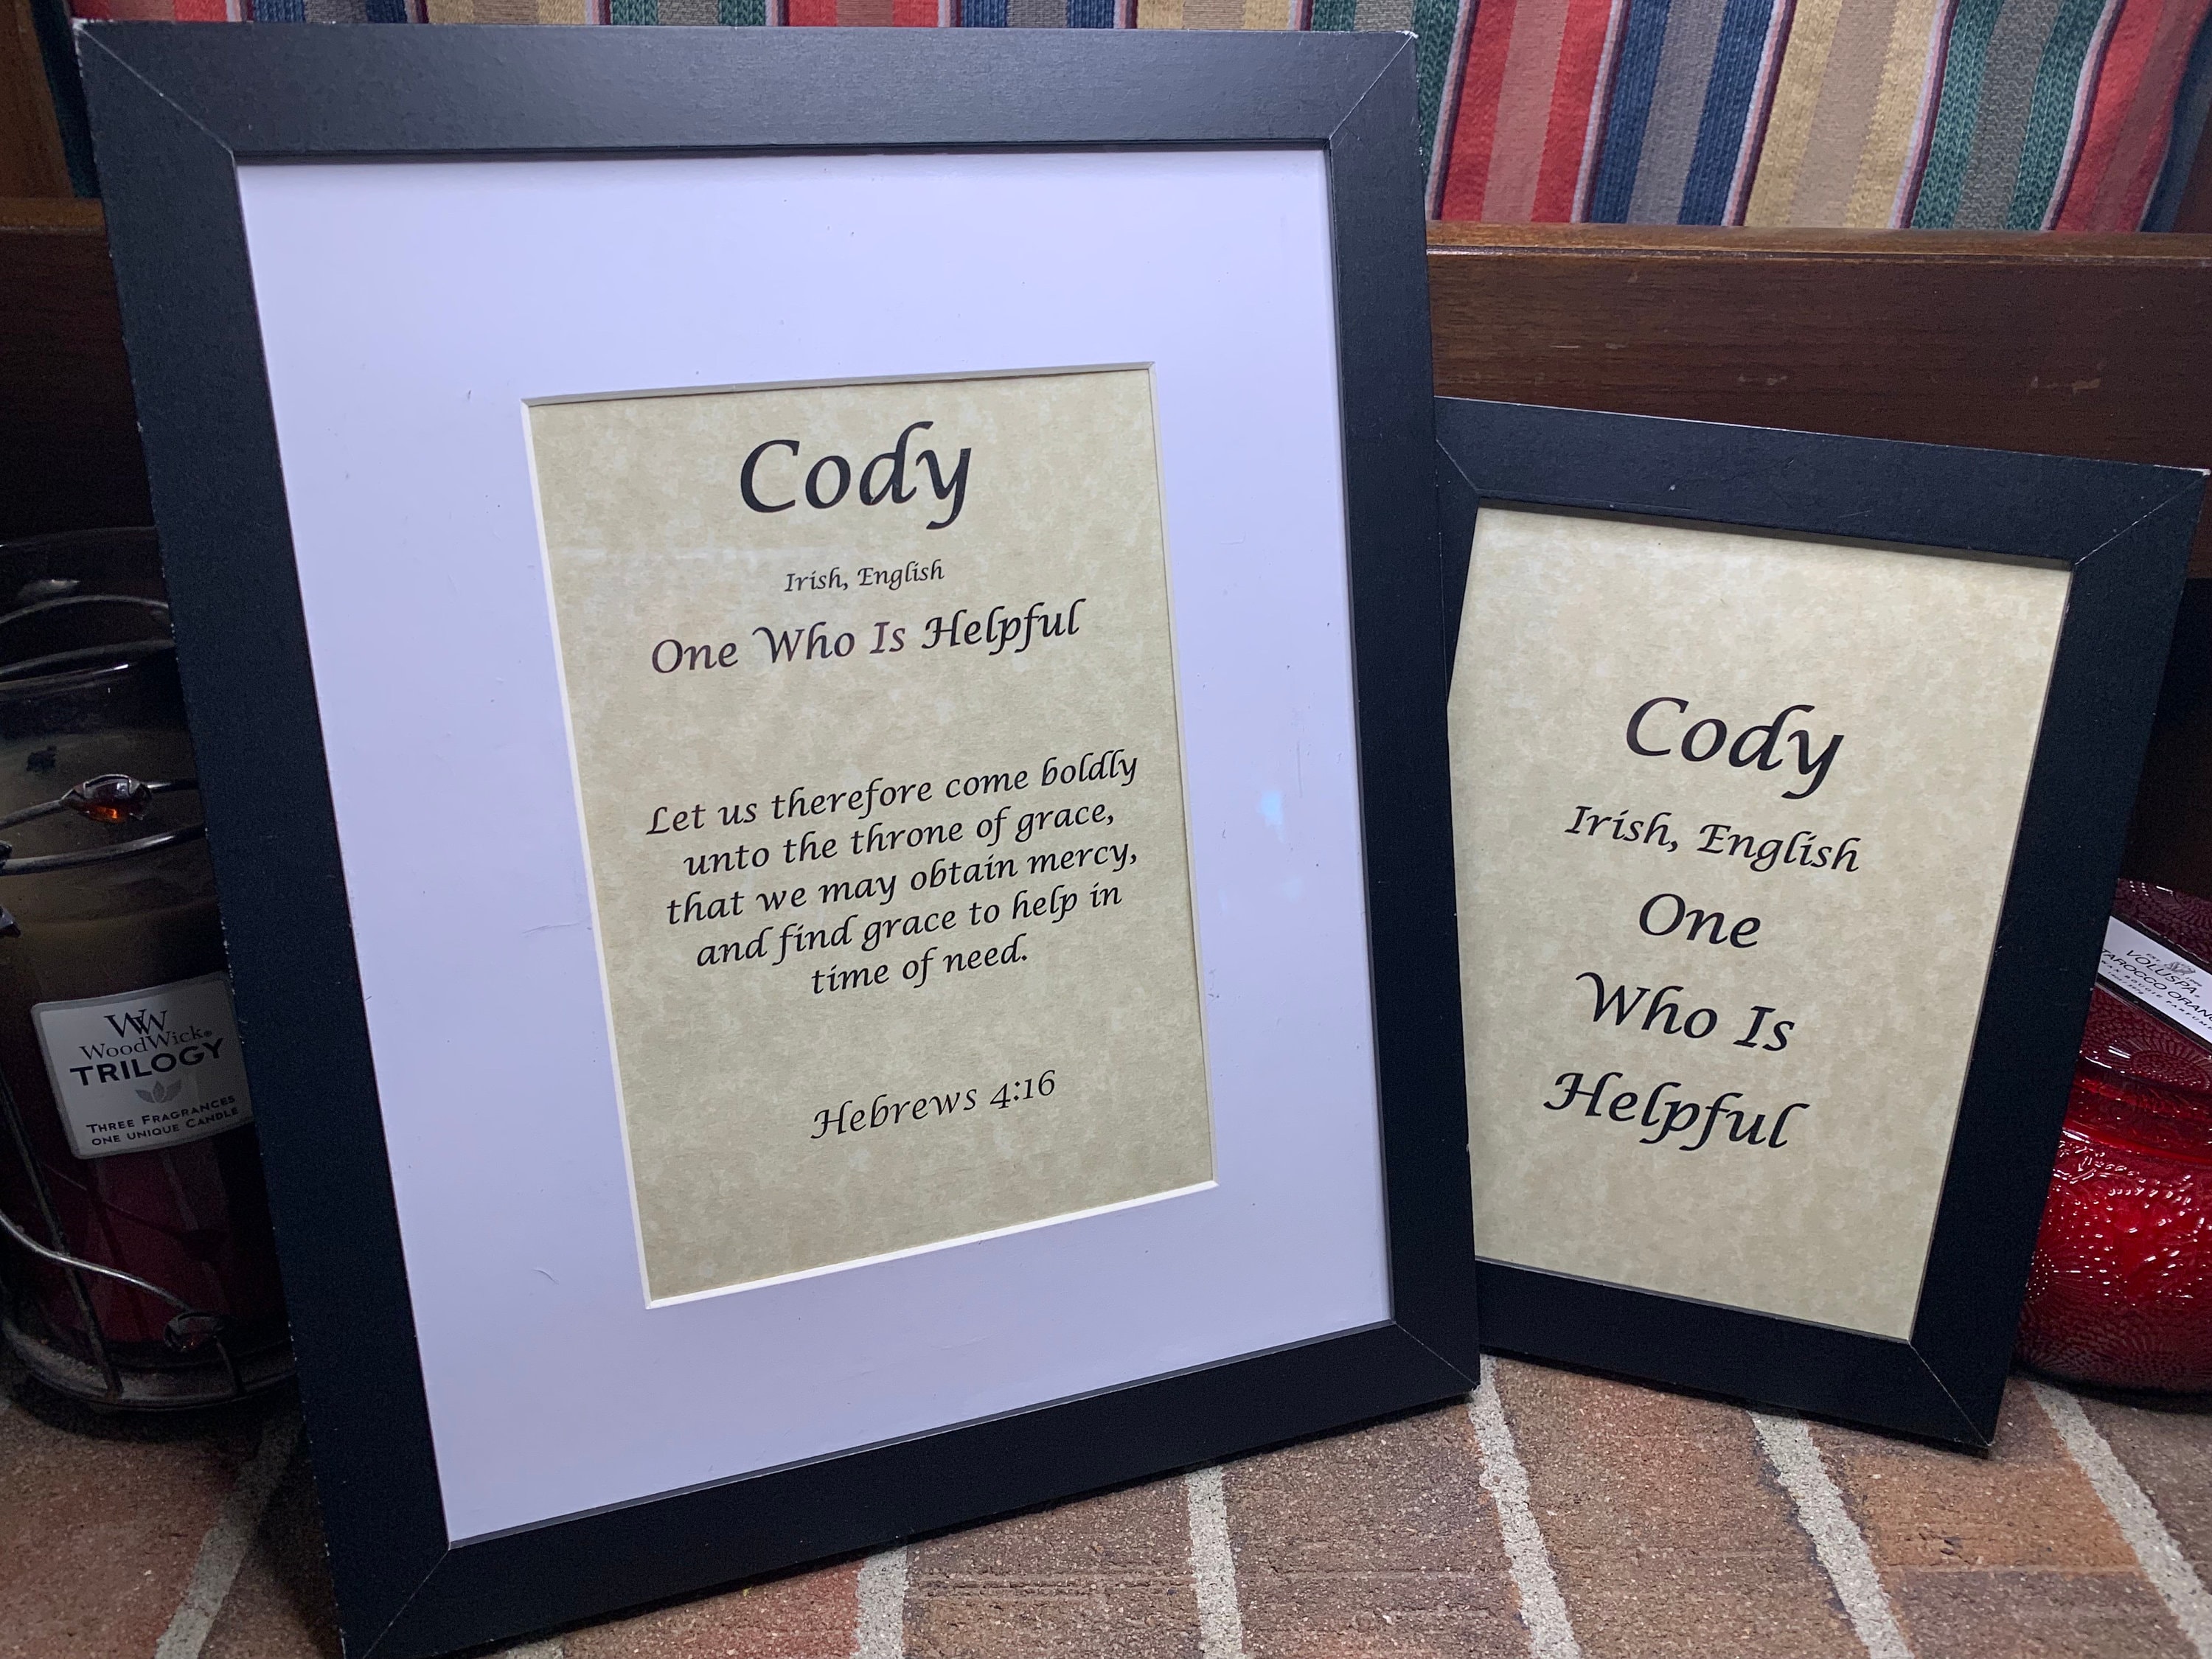 Cody
Irish, English
One Who Is Helpful
Let us therefore come boldly
unto the throne of grace,
that we may obtain mercy,
and find grace to help in
time of need.
Hebrews 4:16
Cody
Irish, English
One
Who Is
Helpful
WW
WoodWick®
TRILOGY
THREE FRAGRANCES
ONE UNIQUE CANDLE
VOLUSPA